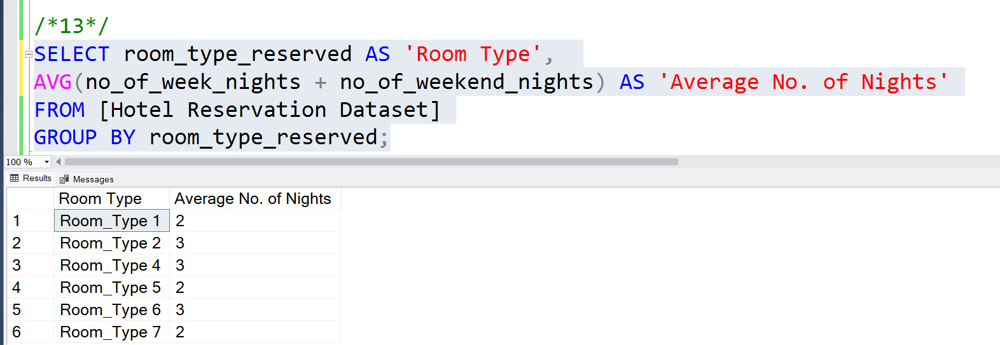 /*13*/
SELECT room_type_reserved AS 'Room Type',
AVG(no_of_week_nights + no_of_weekend_nights) AS 'Average No. of Nights'
FROM [Hotel Reservation Dataset]
GROUP BY room_type_reserved;
100 %
Results Messages
Room Type Average No. of Nights
1 Room_Type 1 2
2 Room_Type 2 3
3 Room_Type 4 3
4 Room_Type 5 2
5 Room_Type 6 3
6 Room_Type 7 2